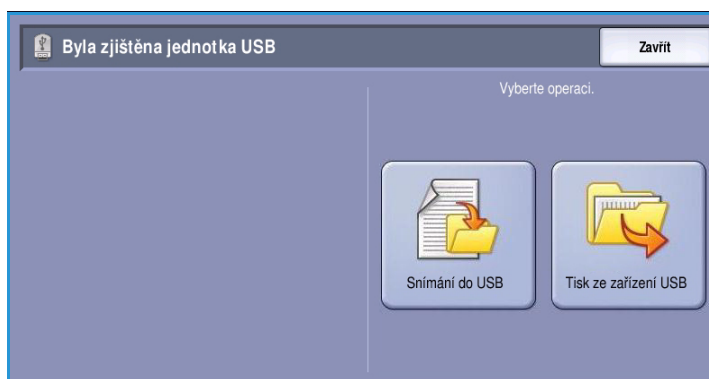 Byla zjištěna jednotka USB
Zavřít
Vyberte operaci.
Snímání do USB
Tisk ze zařízení USB